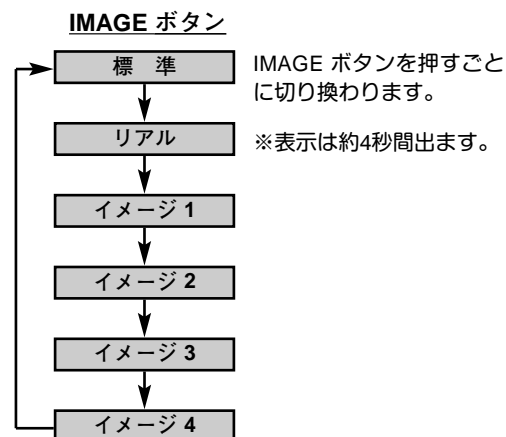 IMAGE ボタン
標　準
IMAGE ボタンを押すごと
に切り換わります。
リアル
※表示は約4秒間出ます。
イメージ 1
イメージ 2
イメージ 3
イメージ 4